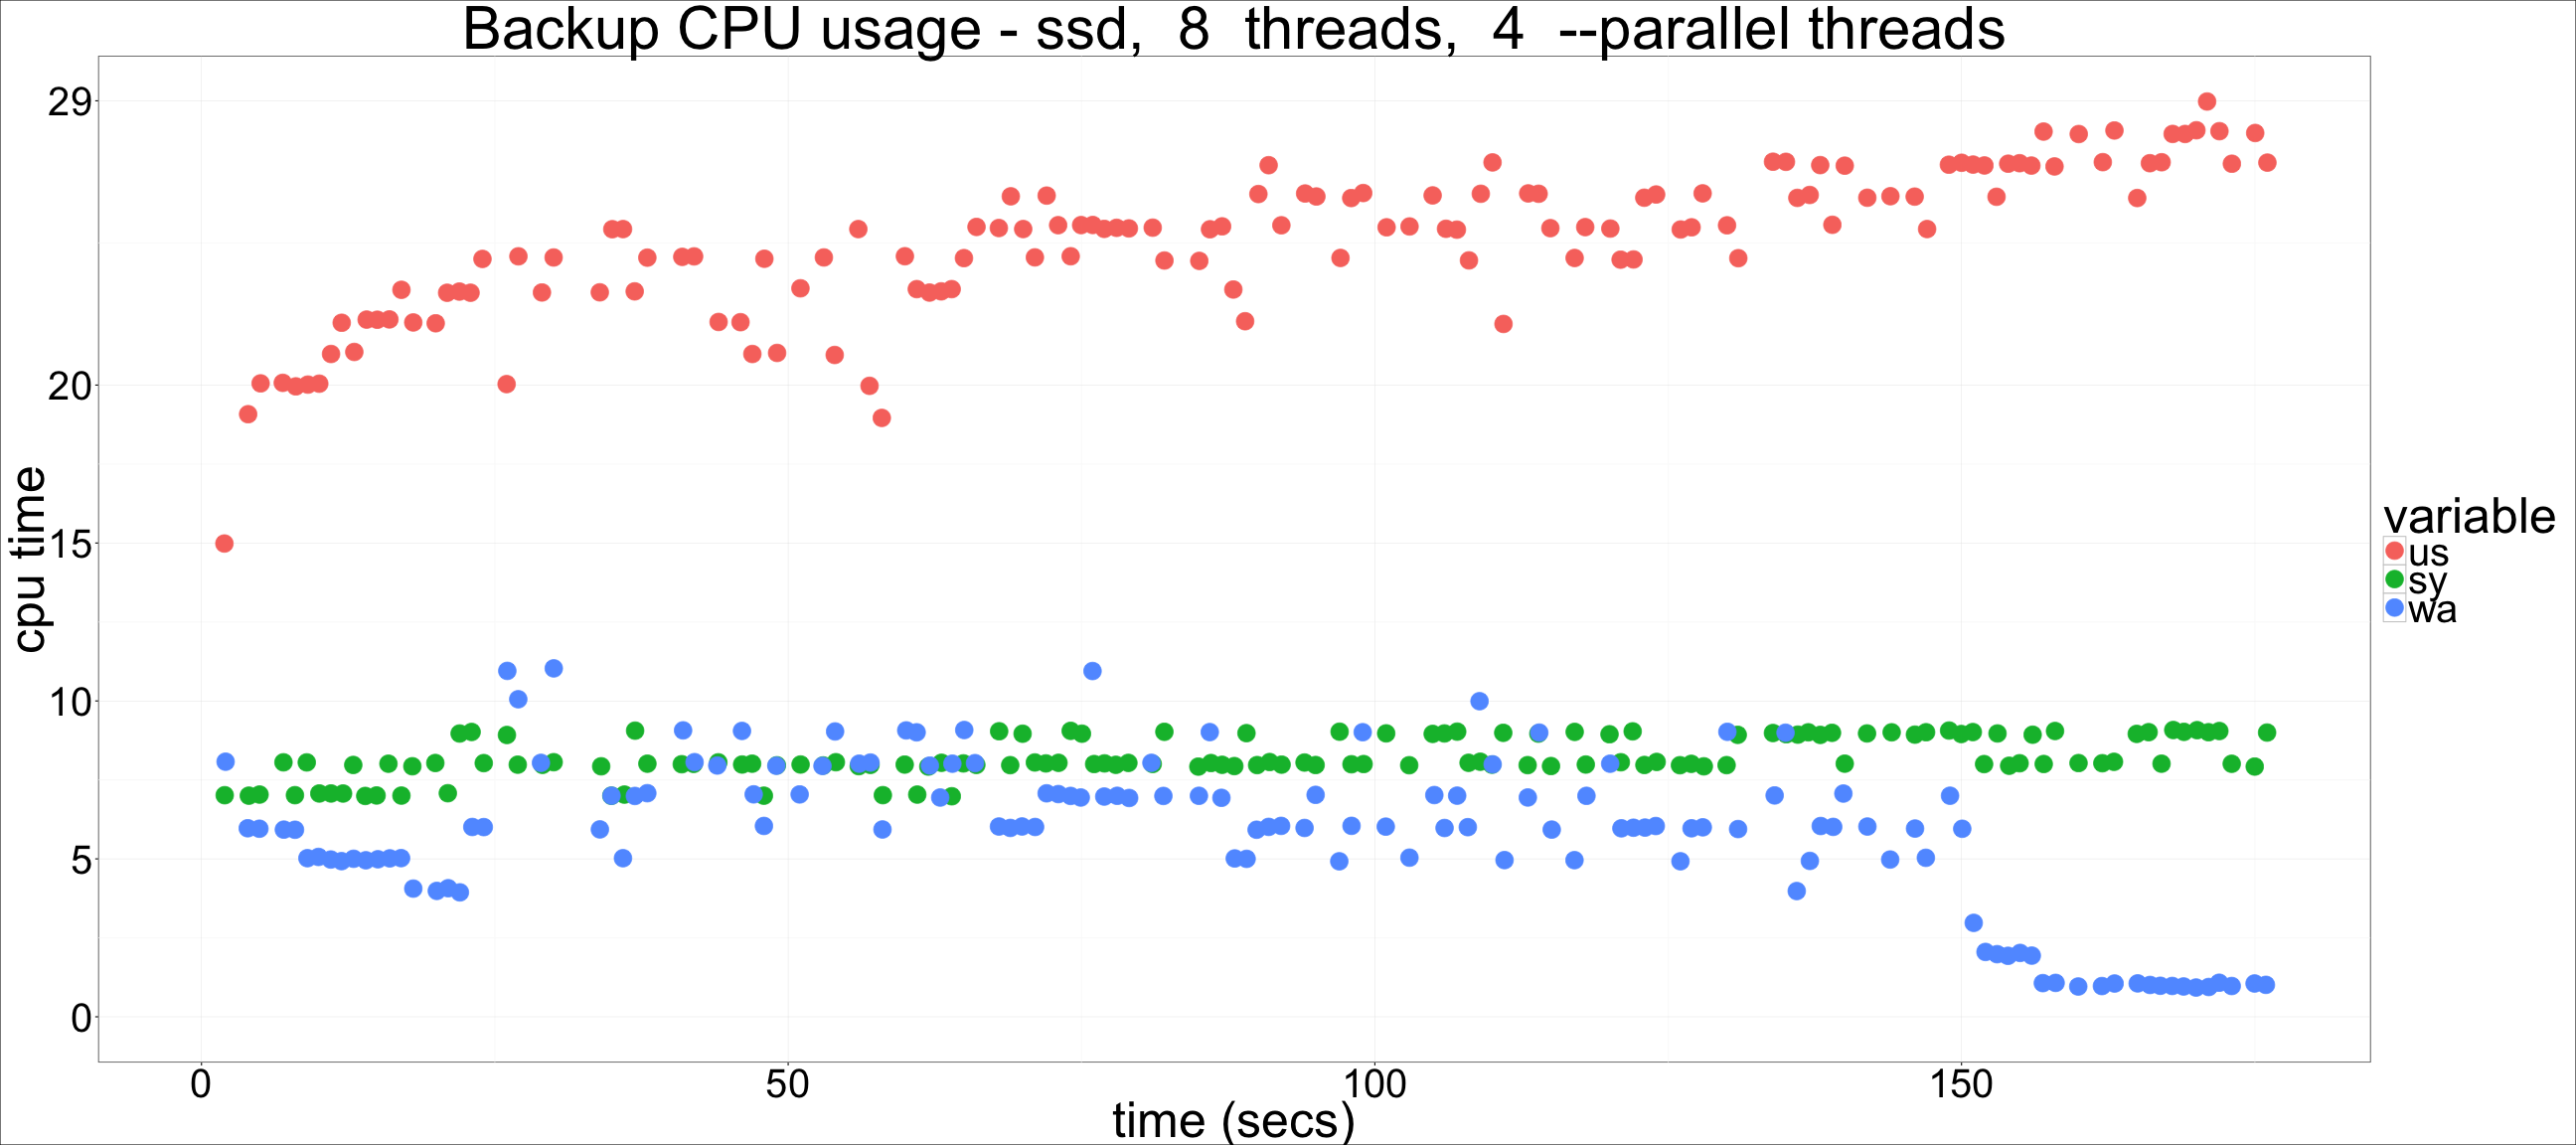 Backup CPU usage - ssd,  8  threads,  4  --parallel threads
29
20
15
10
5
0
cpu time
0 50 100 150
time (secs)
variable
us
sy
wa